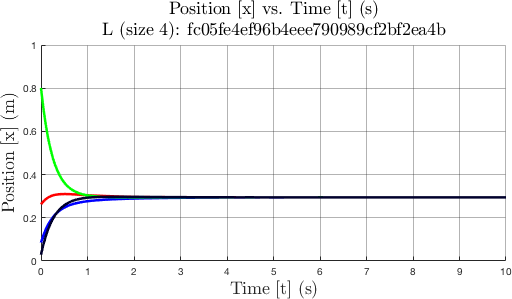 Position [x] vs. Time [t] (s)
L (size 4): fc05fe4ef96b4eee790989cf2bf2ea4b
Position [x] (m)
1
0.8
0.6
0.4
0.2
0
0 1 2 3 4 5 6 7 8 9 10
Time [t] (s)